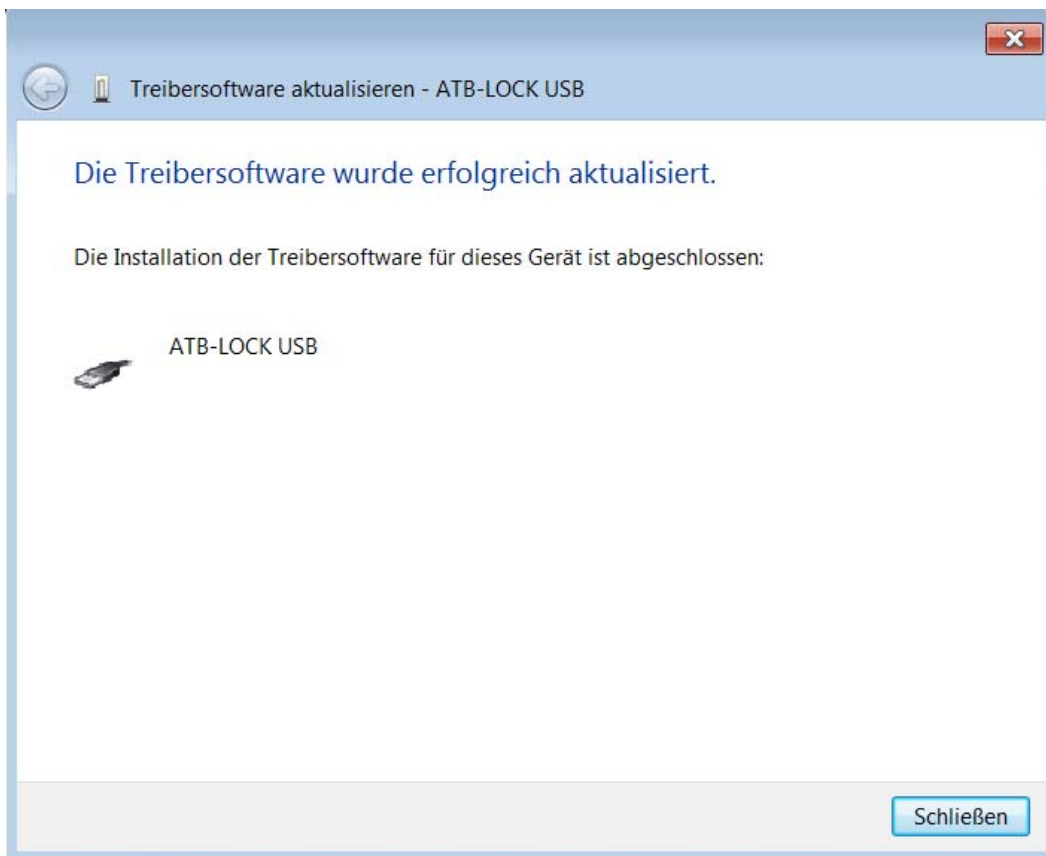 Treibersoftware aktualisieren - ATB-LOCK USB
Die Treibersoftware wurde erfolgreich aktualisiert.
Die Installation der Treibersoftware für dieses Gerät ist abgeschlossen:
ATB-LOCK USB
Schließen